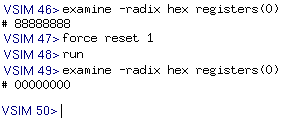 VSIM 46> examine -radix hex registers(0)
# 88888888
VSIM 47> force reset 1
VSIM 48> run
VSIM 49> examine -radix hex registers(0)
# 00000000
VSIM 50>